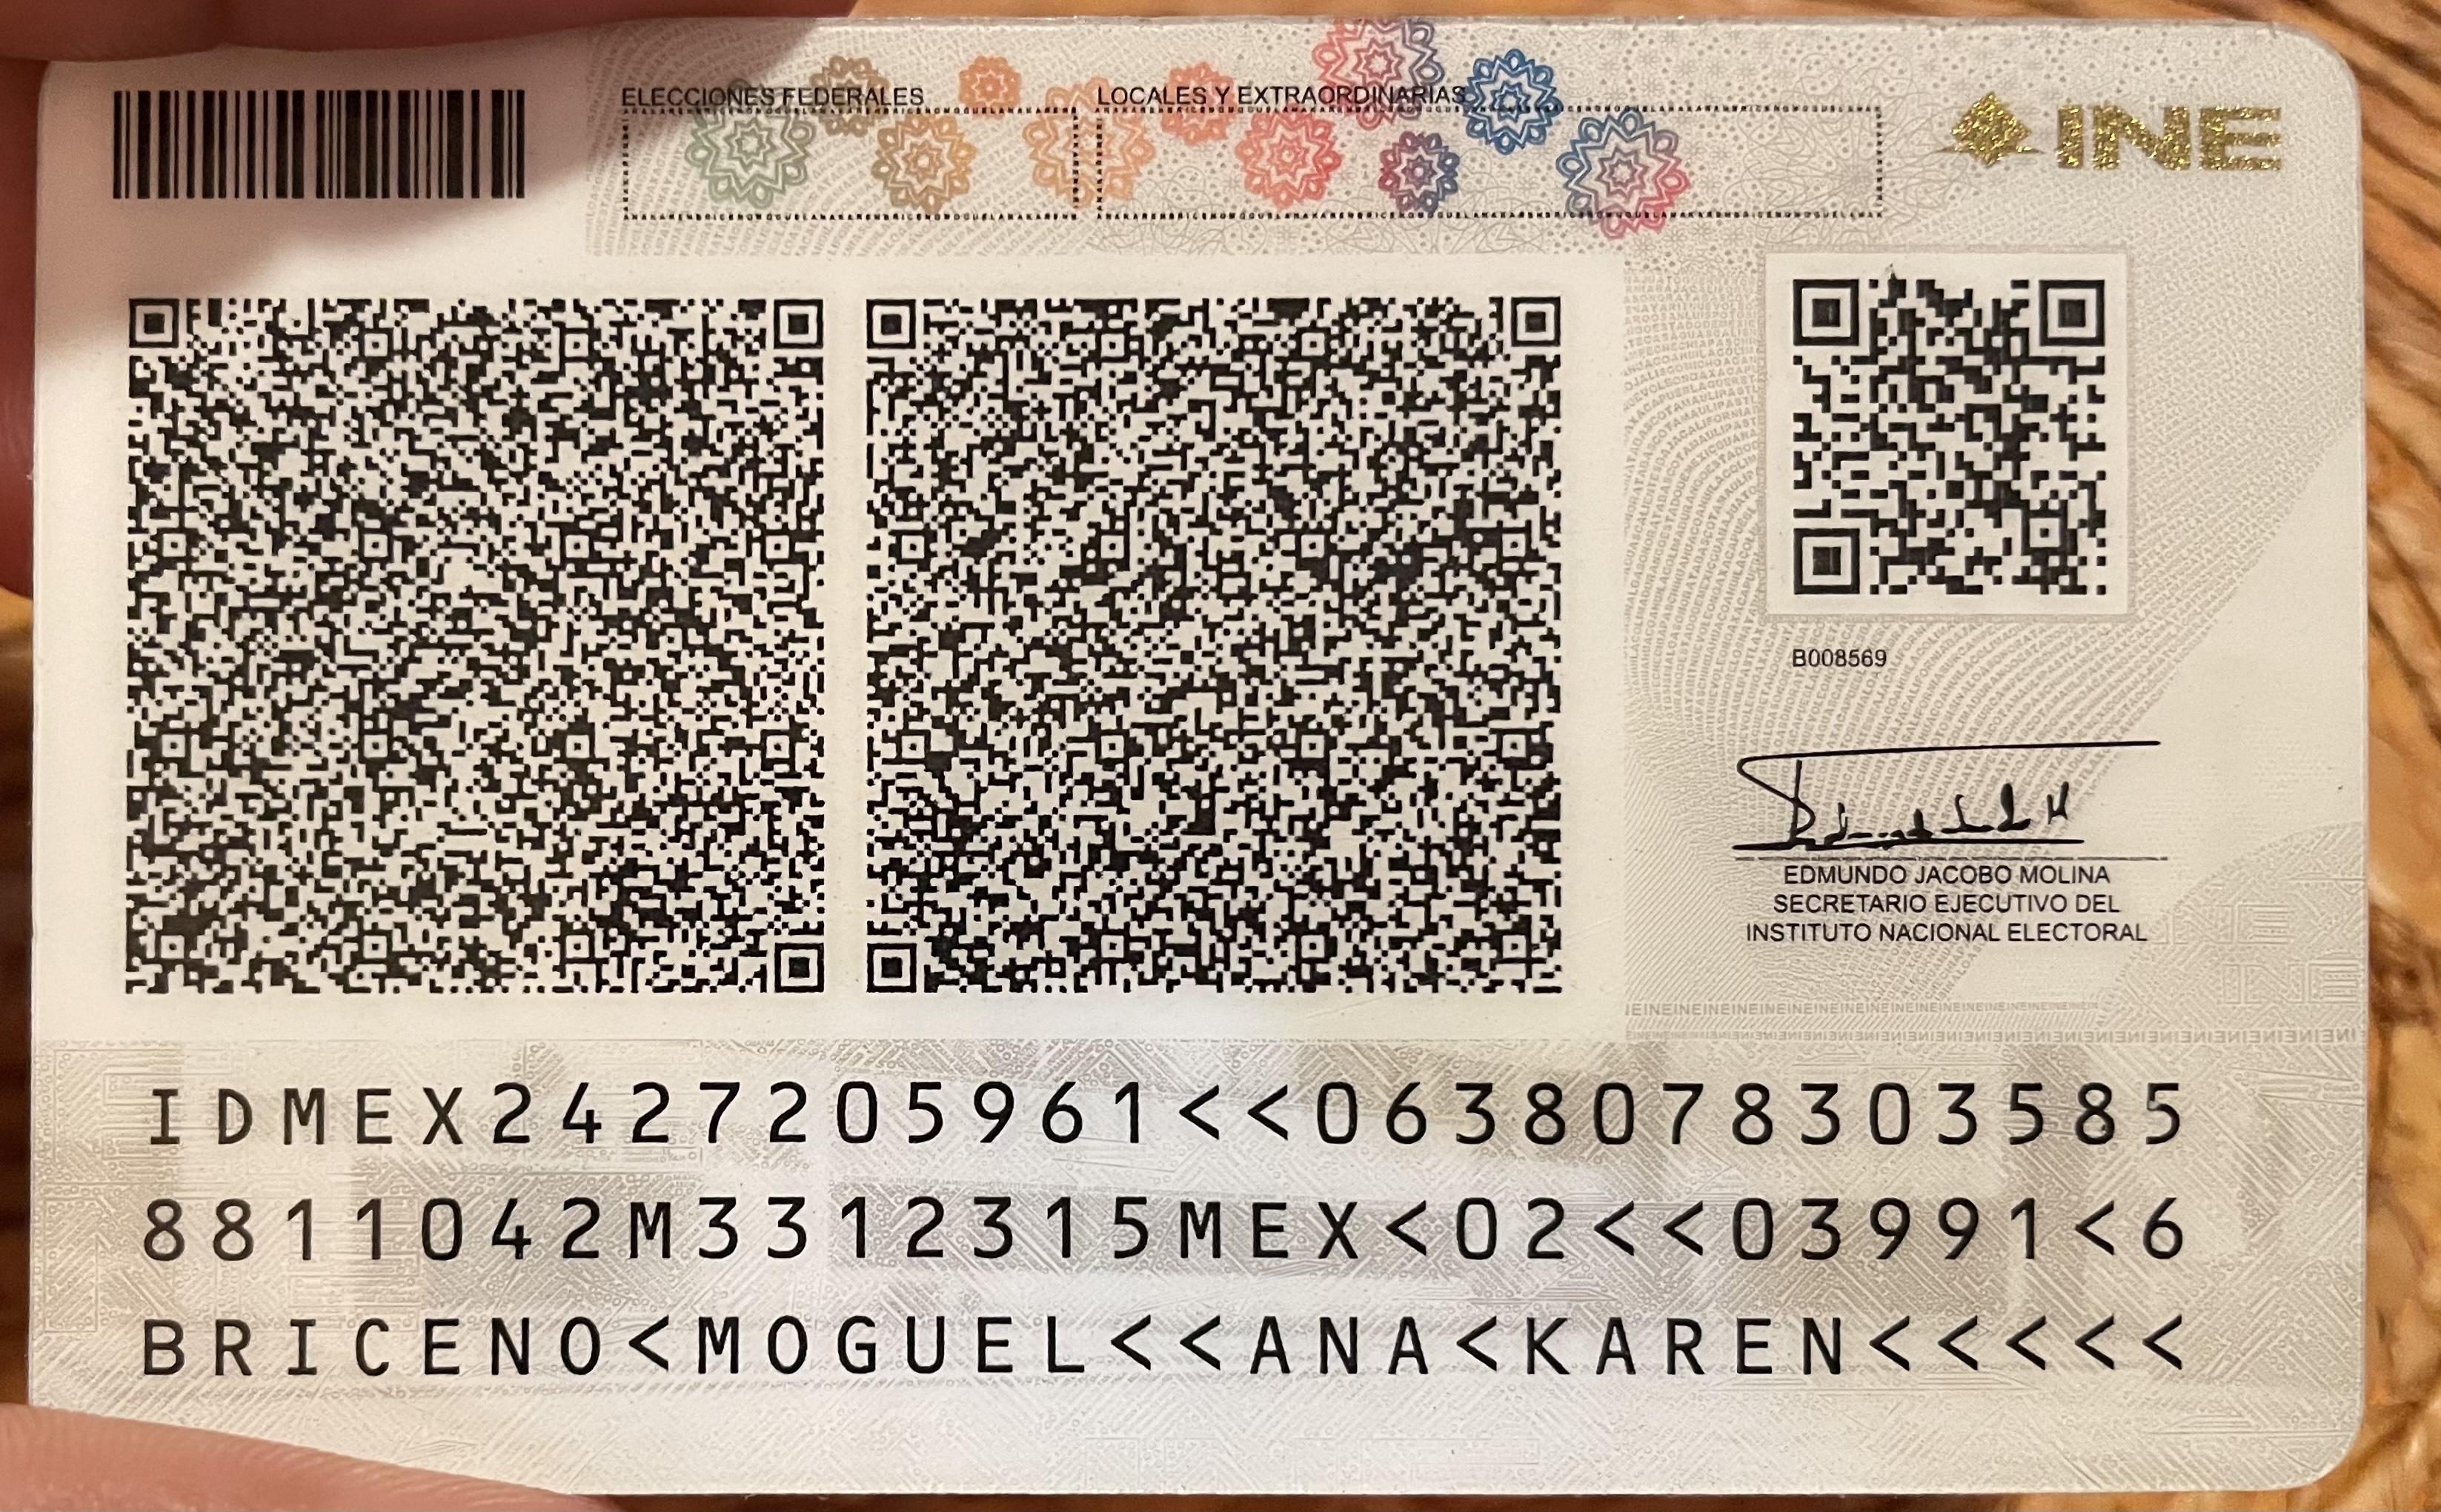 ELECCIONES FEDERALES
LOCALES Y EXTRAORDINARIAS
INE
B008569
EDMUNDO JACOBO MOLINA
SECRETARIO EJECUTIVO DEL
INSTITUTO NACIONAL ELECTORAL
IDMEX2427205961<<0638078303585
8811042M3312315MEX<02<<03991<6
BRICENO<MOGUEL<<ANA<KAREN<<<<<